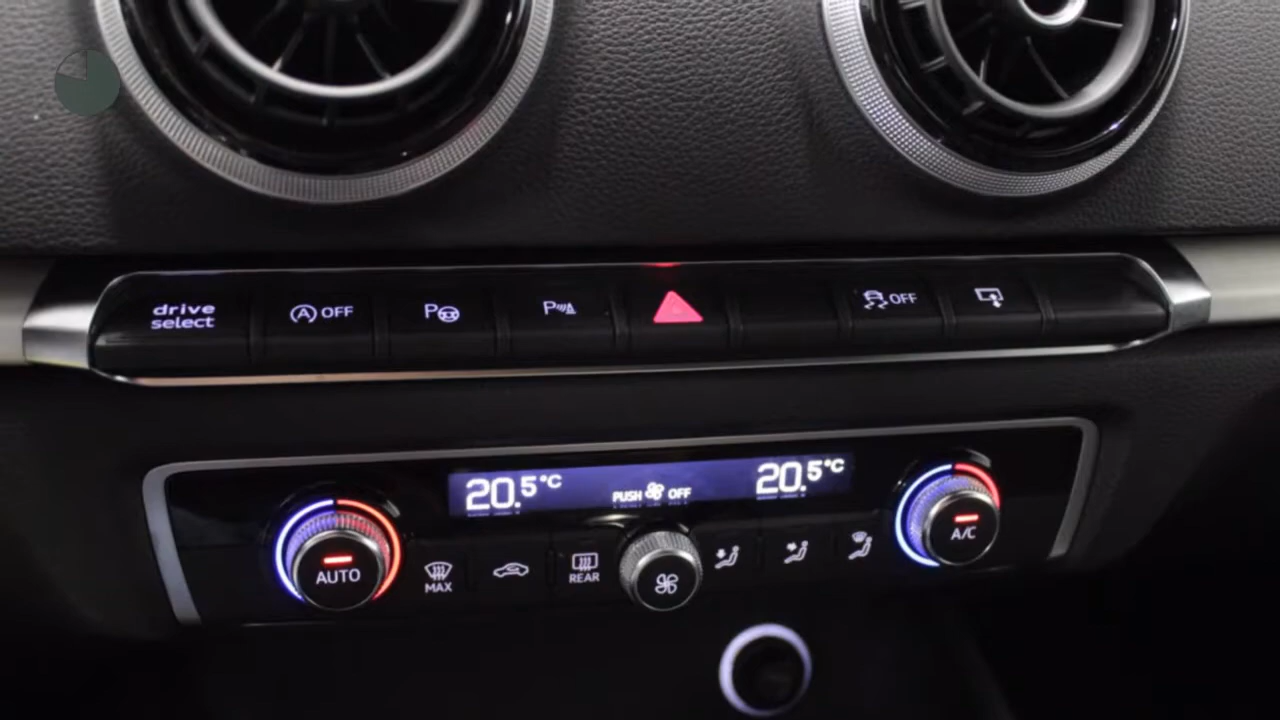 drive
select
A OFF
P
P
OFF
20.5°C
PUSH OFF
20.5°C
AUTO
MAX
REAR
A/C